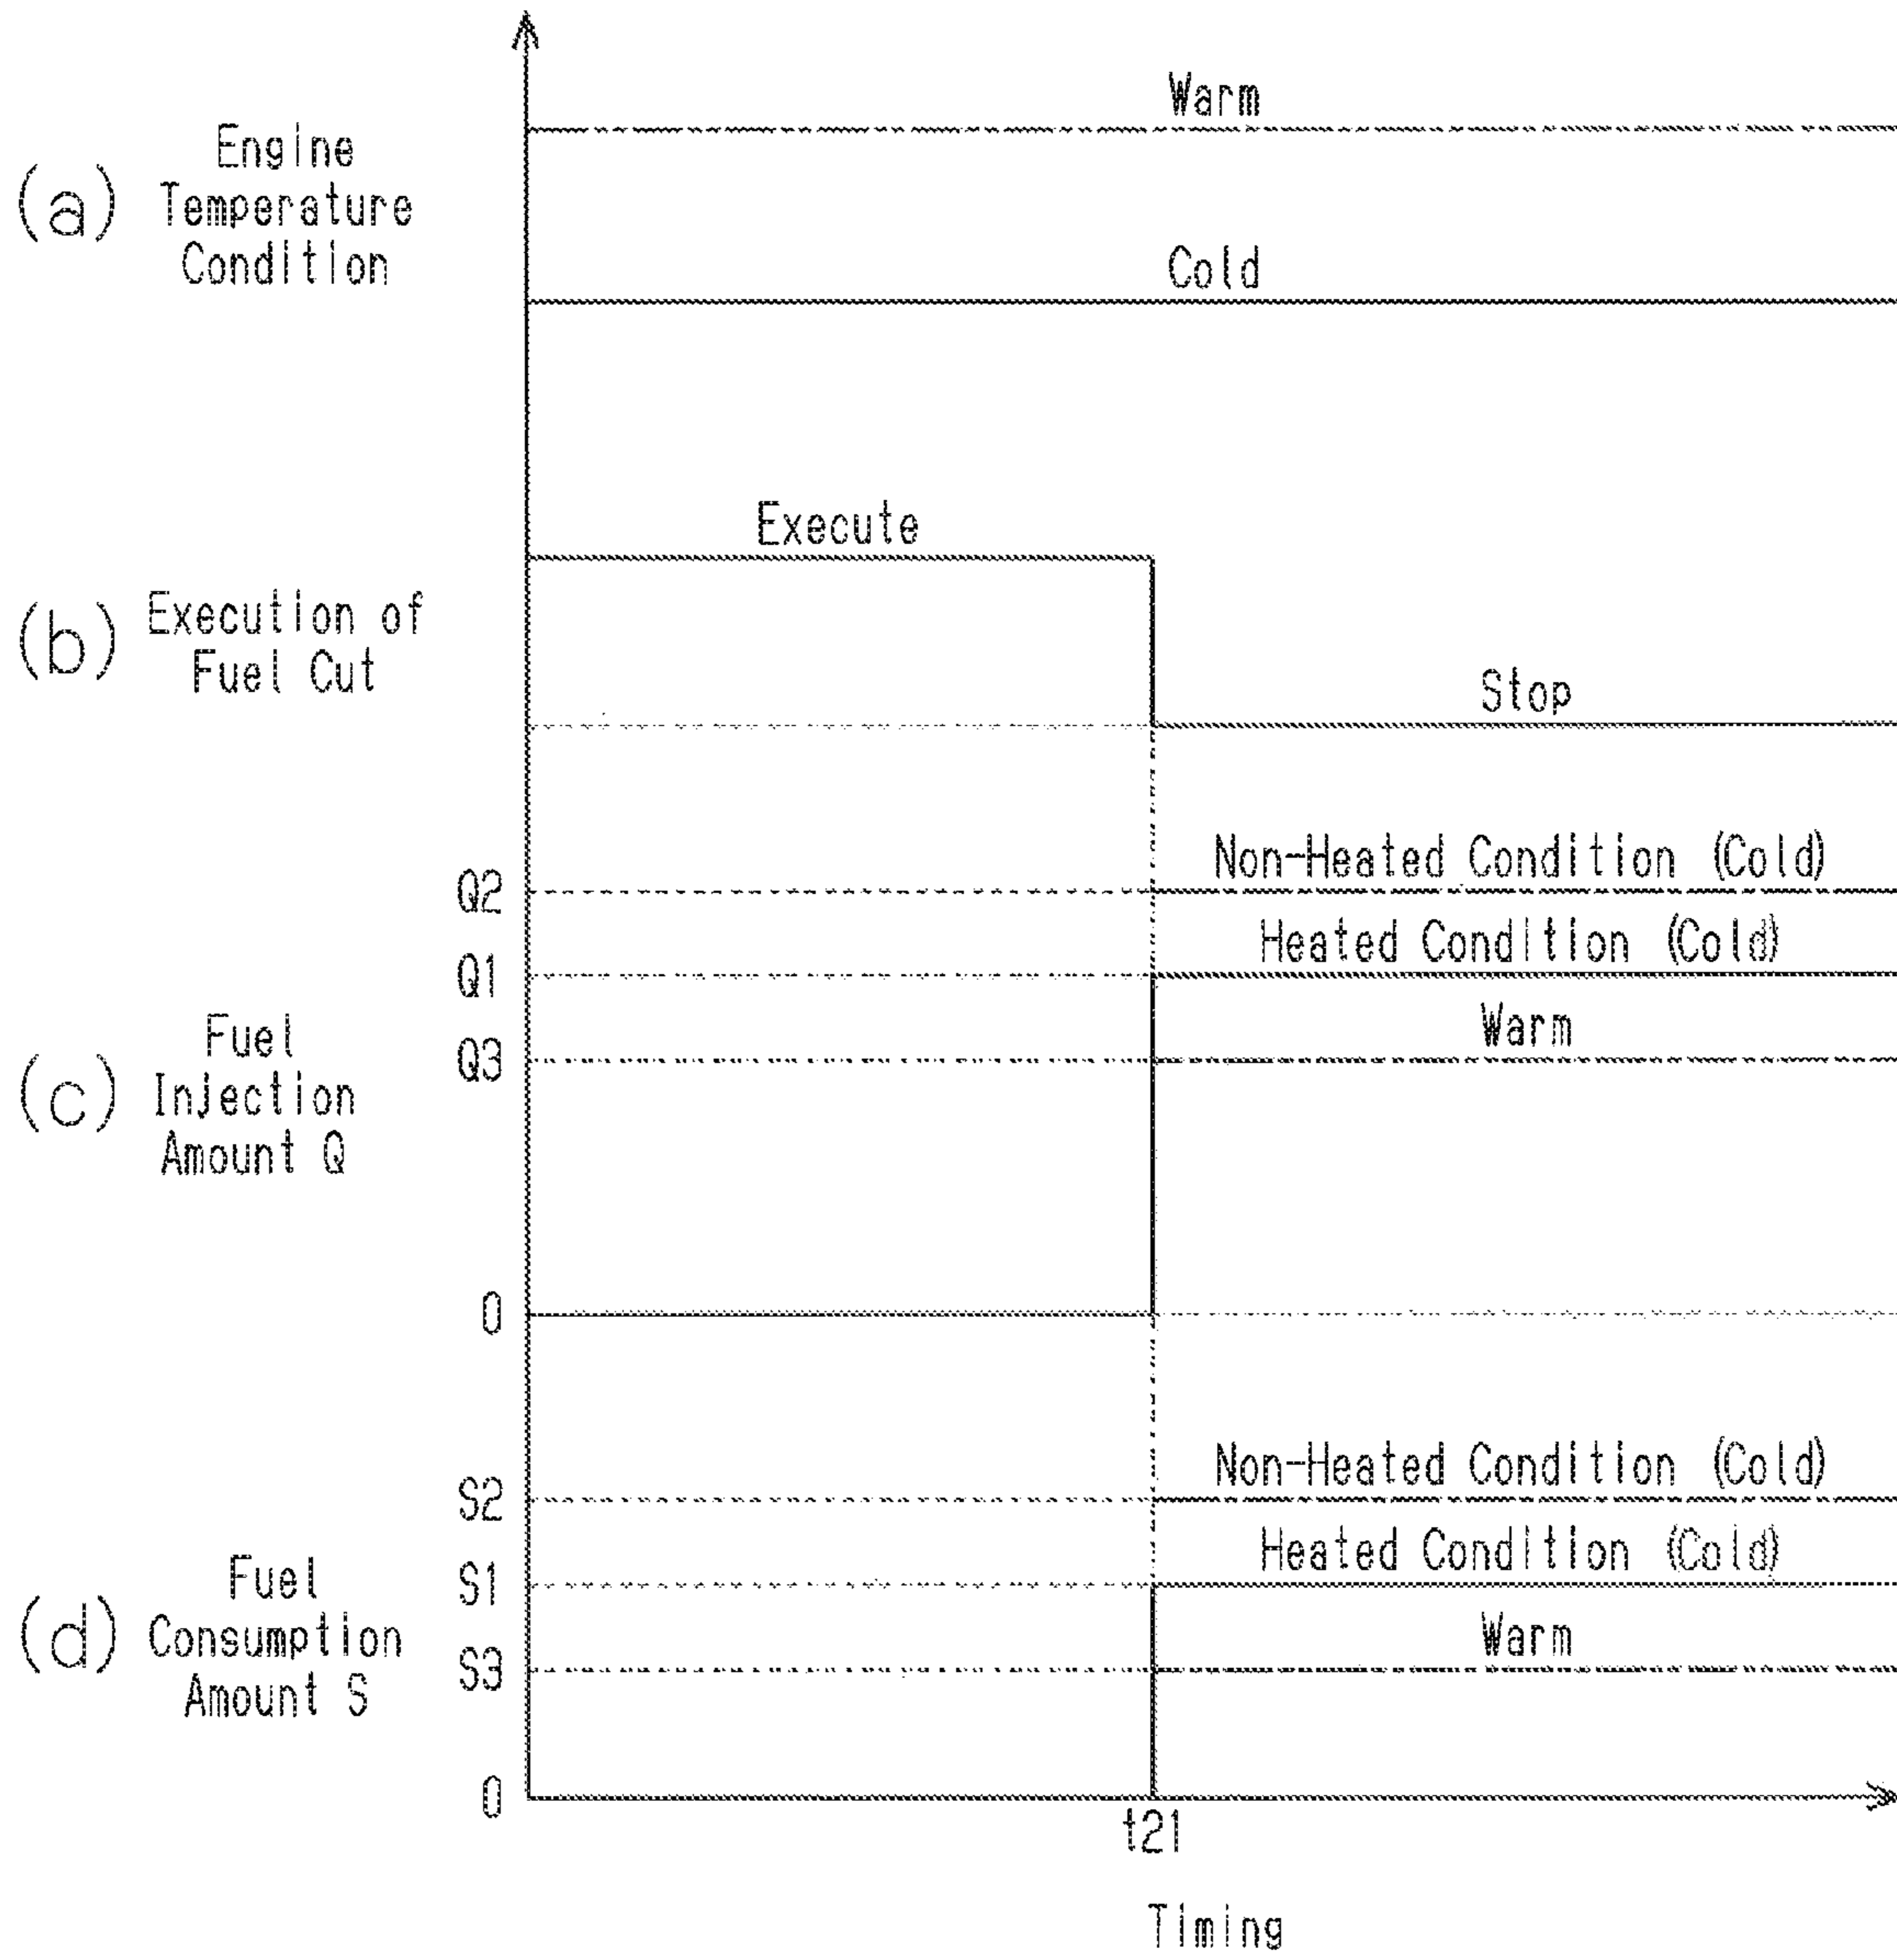 Warm
(a) Engine
Temperature
Condition
Cold
Execute
(b) Execution of
Fuel Cut
Stop
Non-Heated Condition (Cold)
Q2
Heated Condition (Cold)
Q1
Warm
Q3
(c) Fuel
Injection
Amount Q
0
Non-Heated Condition (Cold)
S2
Heated Condition (Cold)
S1
Warm
S3
(d) Fuel
Consumption
Amount S
0
t21
Timing